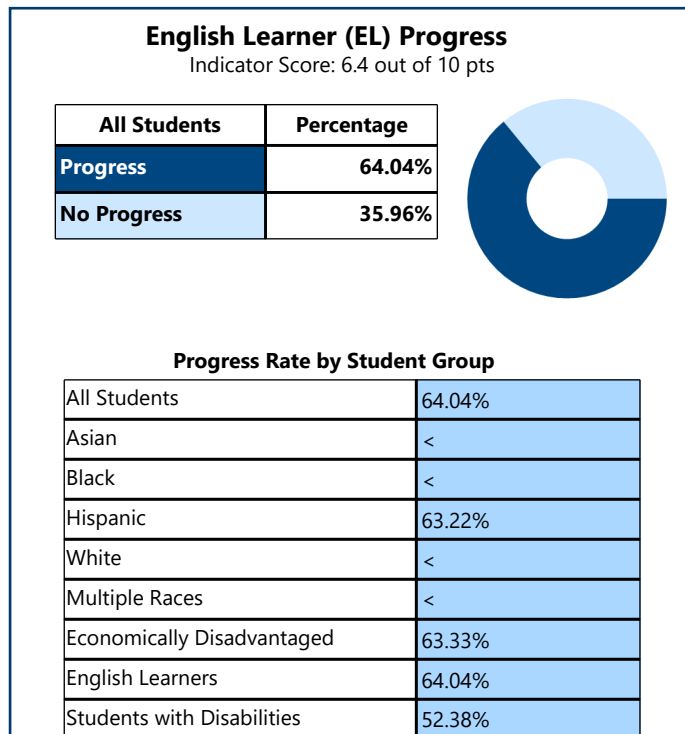 English Learner (EL) Progress
Indicator Score: 6.4 out of 10 pts
All Students Percentage
Progress 64.04%
No Progress 35.96%
Progress Rate by Student Group
All Students 64.04%
Asian <
Black <
Hispanic 63.22%
White <
Multiple Races <
Economically Disadvantaged 63.33%
English Learners 64.04%
Students with Disabilities 52.38%